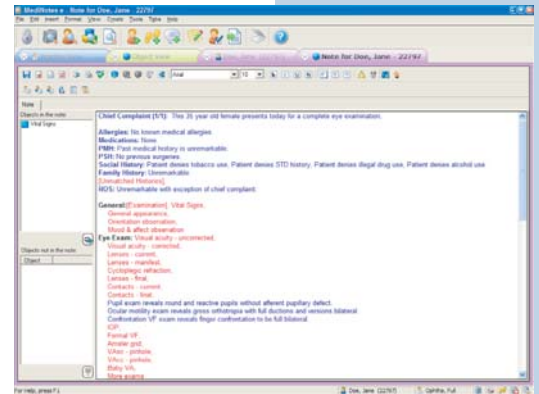 MediNotes e - Note for Doe, Jane - 22797
File Edit Insert Format View Create Tools Table Help
Note for Doe, Jane - 22797
Arial 10
Note
Objects in the note
Vital Signs
Objects not in the note
Object
Chief Complaint (1/1): This 35 year old female presents today for a complete eye examination.
Allergies: No known medical allergies
Medications: None
PMH: Past medical history is unremarkable.
PSH: No previous surgeries
Social History: Patient denies tobacco use. Patient denies STD history. Patient denies illegal drug use. Patient denies alcohol use
Family History: Unremarkable
[Unmatched Histories]
ROS: Unremarkable with exception of chief complaint
General:[Examination]. Vital Signs.
General appearance,
Orientation observation,
Mood & affect observation
Eye Exam: Visual acuity - uncorrected,
Visual acuity - corrected,
Lenses - current,
Lenses - manifest,
Cycloplegic refraction,
Lenses - final,
Contacts - current,
Contacts - final.
Pupil exam reveals round and reactive pupils without afferent pupillary defect.
Ocular motility exam reveals gross orthotropia with full ductions and versions bilateral
Confrontation VF exam reveals finger confrontation to be full bilateral
IOP,
Formal VF,
Amsler grid,
VAsc - pinhole,
VAcc - pinhole,
Baby VA,
More exams
For Help, press F1
Doe, Jane (22797)